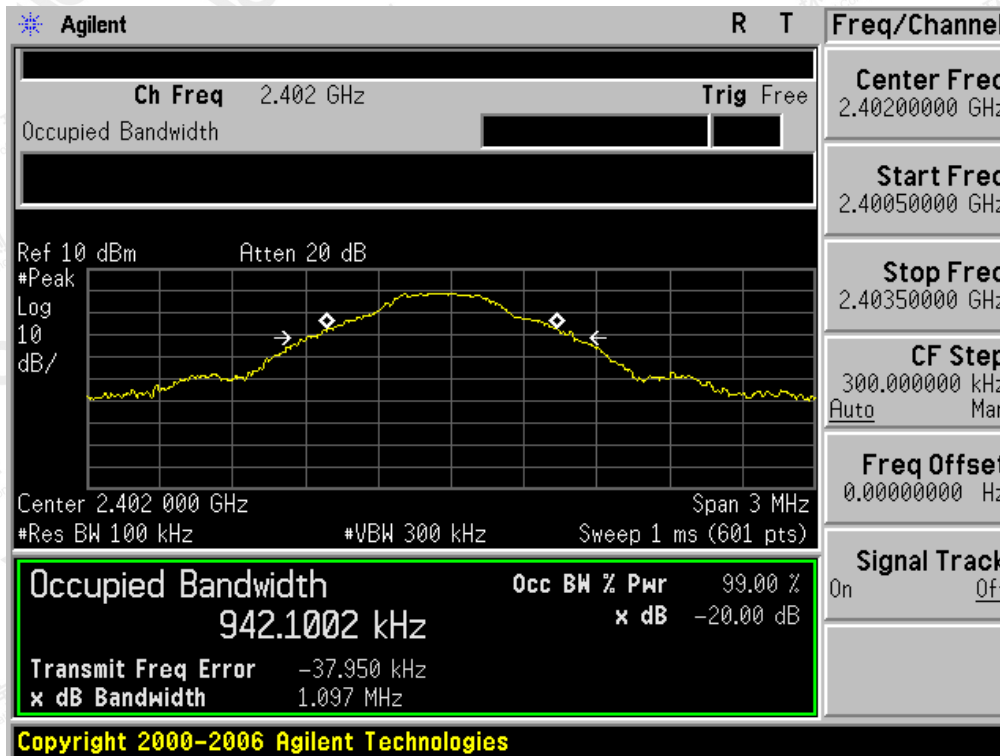 Agilent R T Freq/Channel
Ch Freq 2.402 GHz Trig Free
Occupied Bandwidth
Center Freq
2.40200000 GHz
Start Freq
2.40050000 GHz
Ref 10 dBm Atten 20 dB
#Peak
Log
10
dB/
Stop Freq
2.40350000 GHz
CF Step
300.000000 kHz
Auto Man
Freq Offset
0.00000000 Hz
Center 2.402 000 GHz Span 3 MHz
#Res BW 100 kHz #VBW 300 kHz Sweep 1 ms (601 pts)
Signal Track
On Off
Occupied Bandwidth Occ BW % Pwr 99.00 %
942.1002 kHz x dB -20.00 dB
Transmit Freq Error -37.950 kHz
x dB Bandwidth 1.097 MHz
Copyright 2000-2006 Agilent Technologies